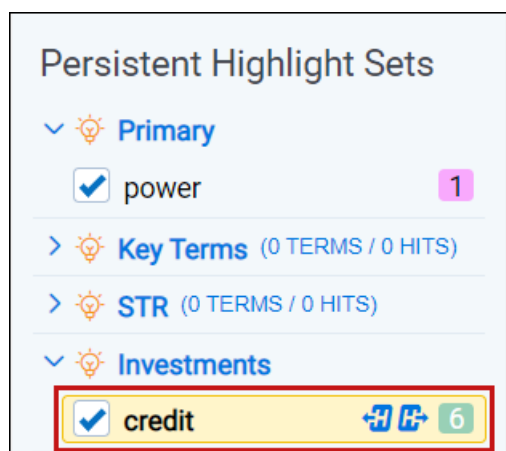 Persistent Highlight Sets
Primary
power 1
Key Terms (0 TERMS / 0 HITS)
STR (0 TERMS / 0 HITS)
Investments
credit H H 6